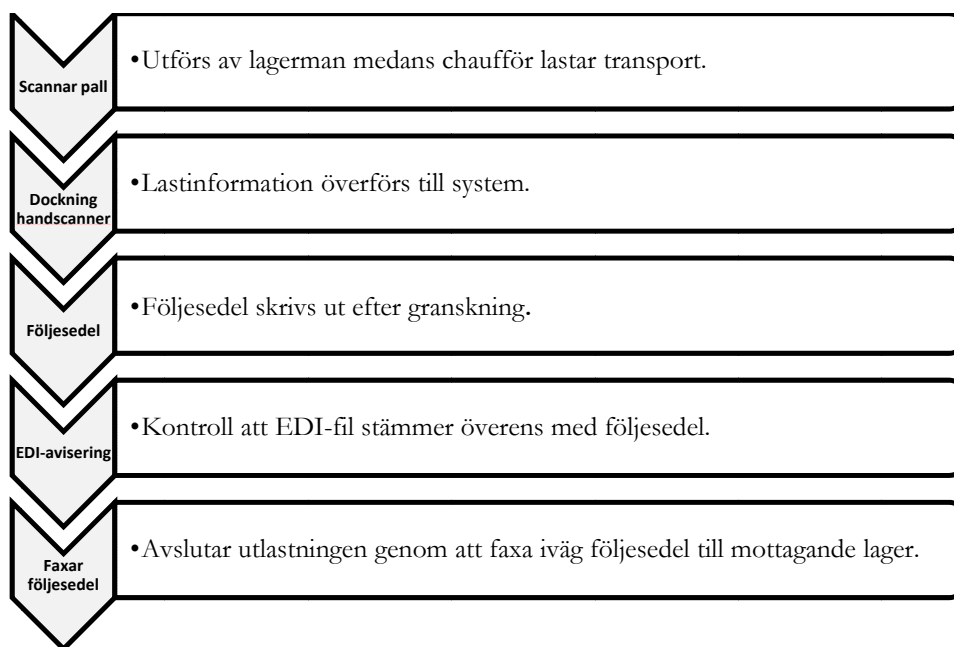 Scannar pall
•Utförs av lagerman medans chaufför lastar transport.
Dockning
handscanner
•Lastinformation överförs till system.
Följesedel
•Följesedel skrivs ut efter granskning.
EDI-avisering
•Kontroll att EDI-fil stämmer överens med följesedel.
Faxar
följesedel
•Avslutar utlastningen genom att faxa iväg följesedel till mottagande lager.